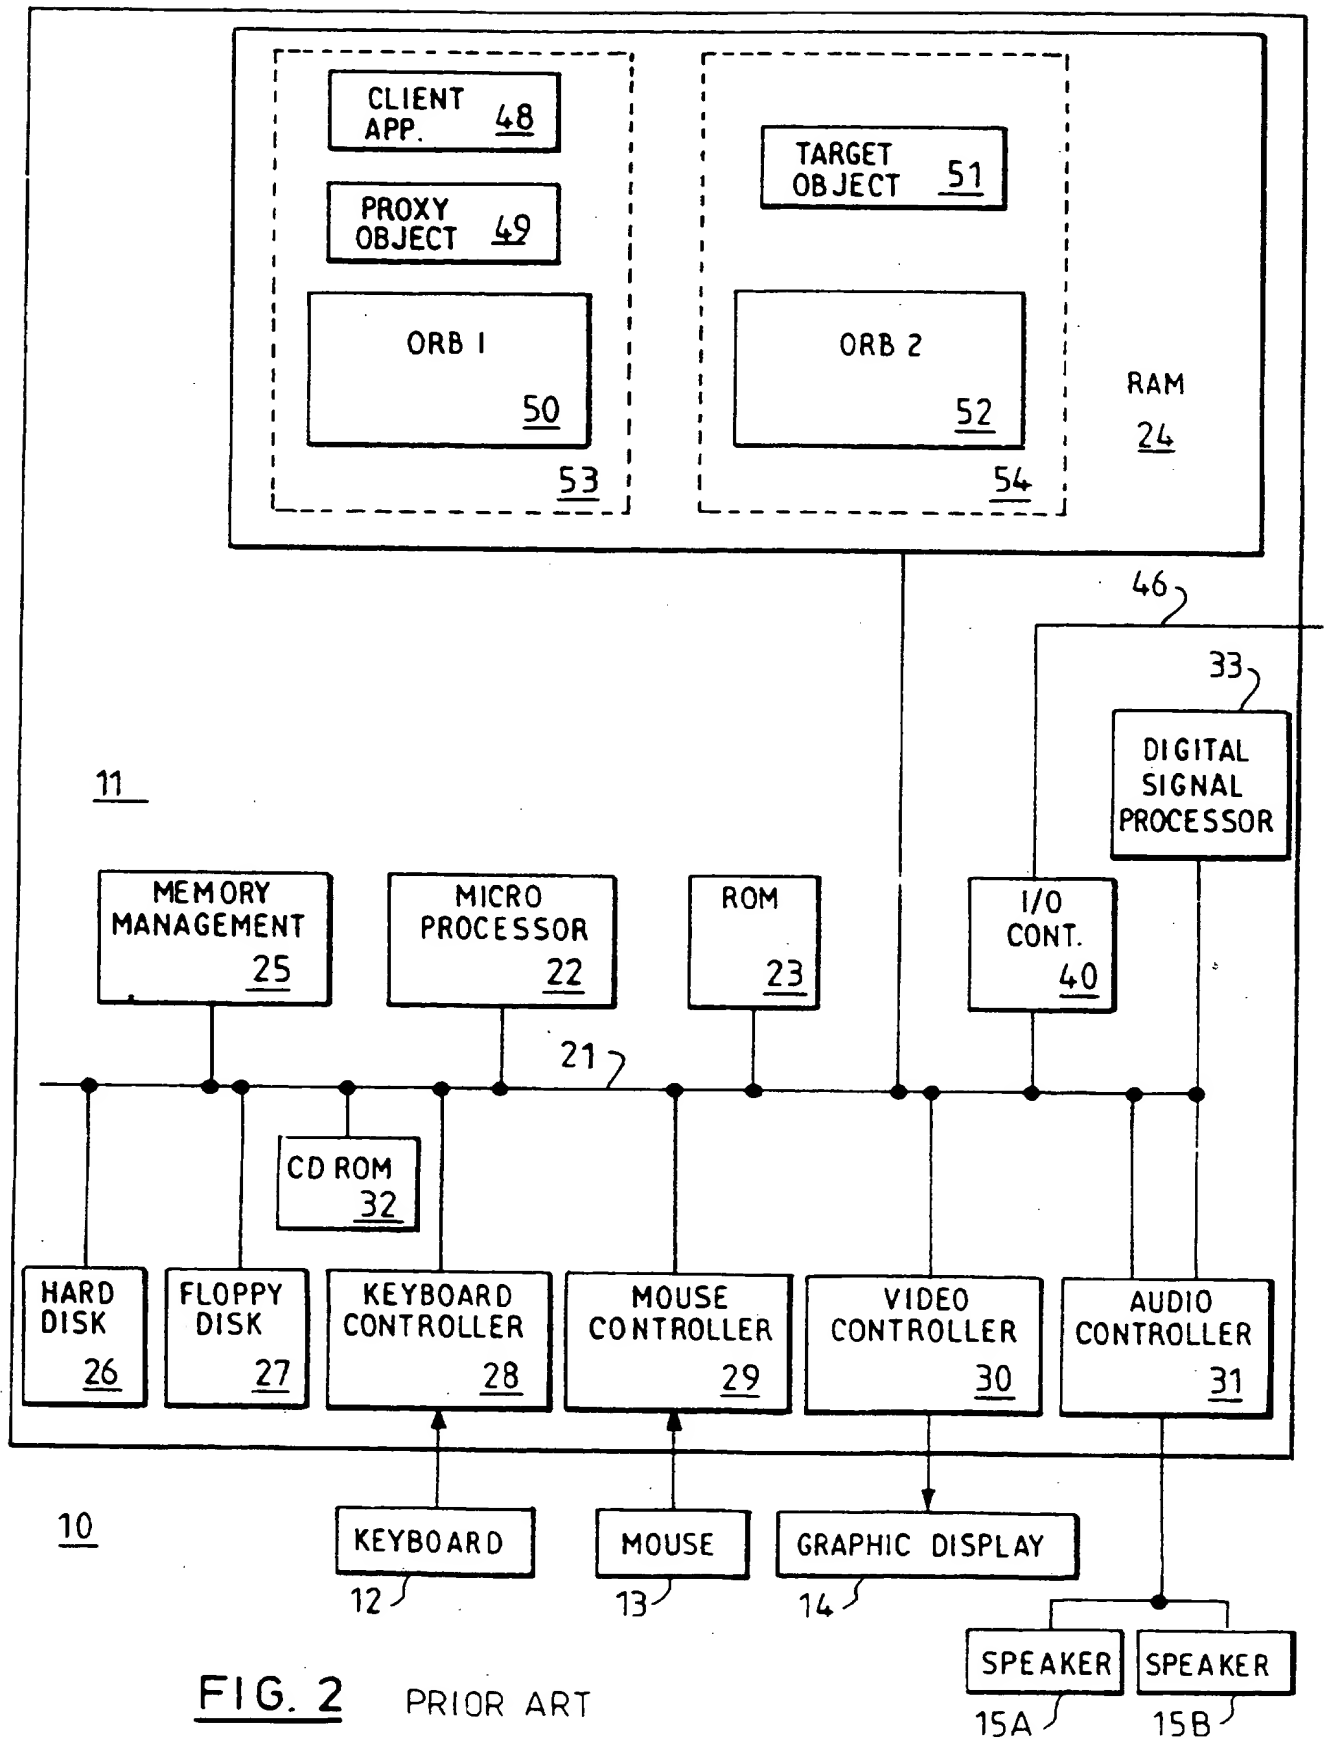 CLIENT
APP. 48
PROXY
OBJECT 49
ORB 1
50
53
TARGET
OBJECT 51
ORB 2
52
54
RAM
24
46
33
DIGITAL
SIGNAL
PROCESSOR
11
MEMORY
MANAGEMENT
25
MICRO
PROCESSOR
22
ROM
23
I/O
CONT.
40
21
CD ROM
32
HARD
DISK
26
FLOPPY
DISK
27
KEYBOARD
CONTROLLER
28
MOUSE
CONTROLLER
29
VIDEO
CONTROLLER
30
AUDIO
CONTROLLER
31
10
KEYBOARD
12
MOUSE
13
GRAPHIC DISPLAY
14
SPEAKER
15A
SPEAKER
15B
FIG. 2 PRIOR ART